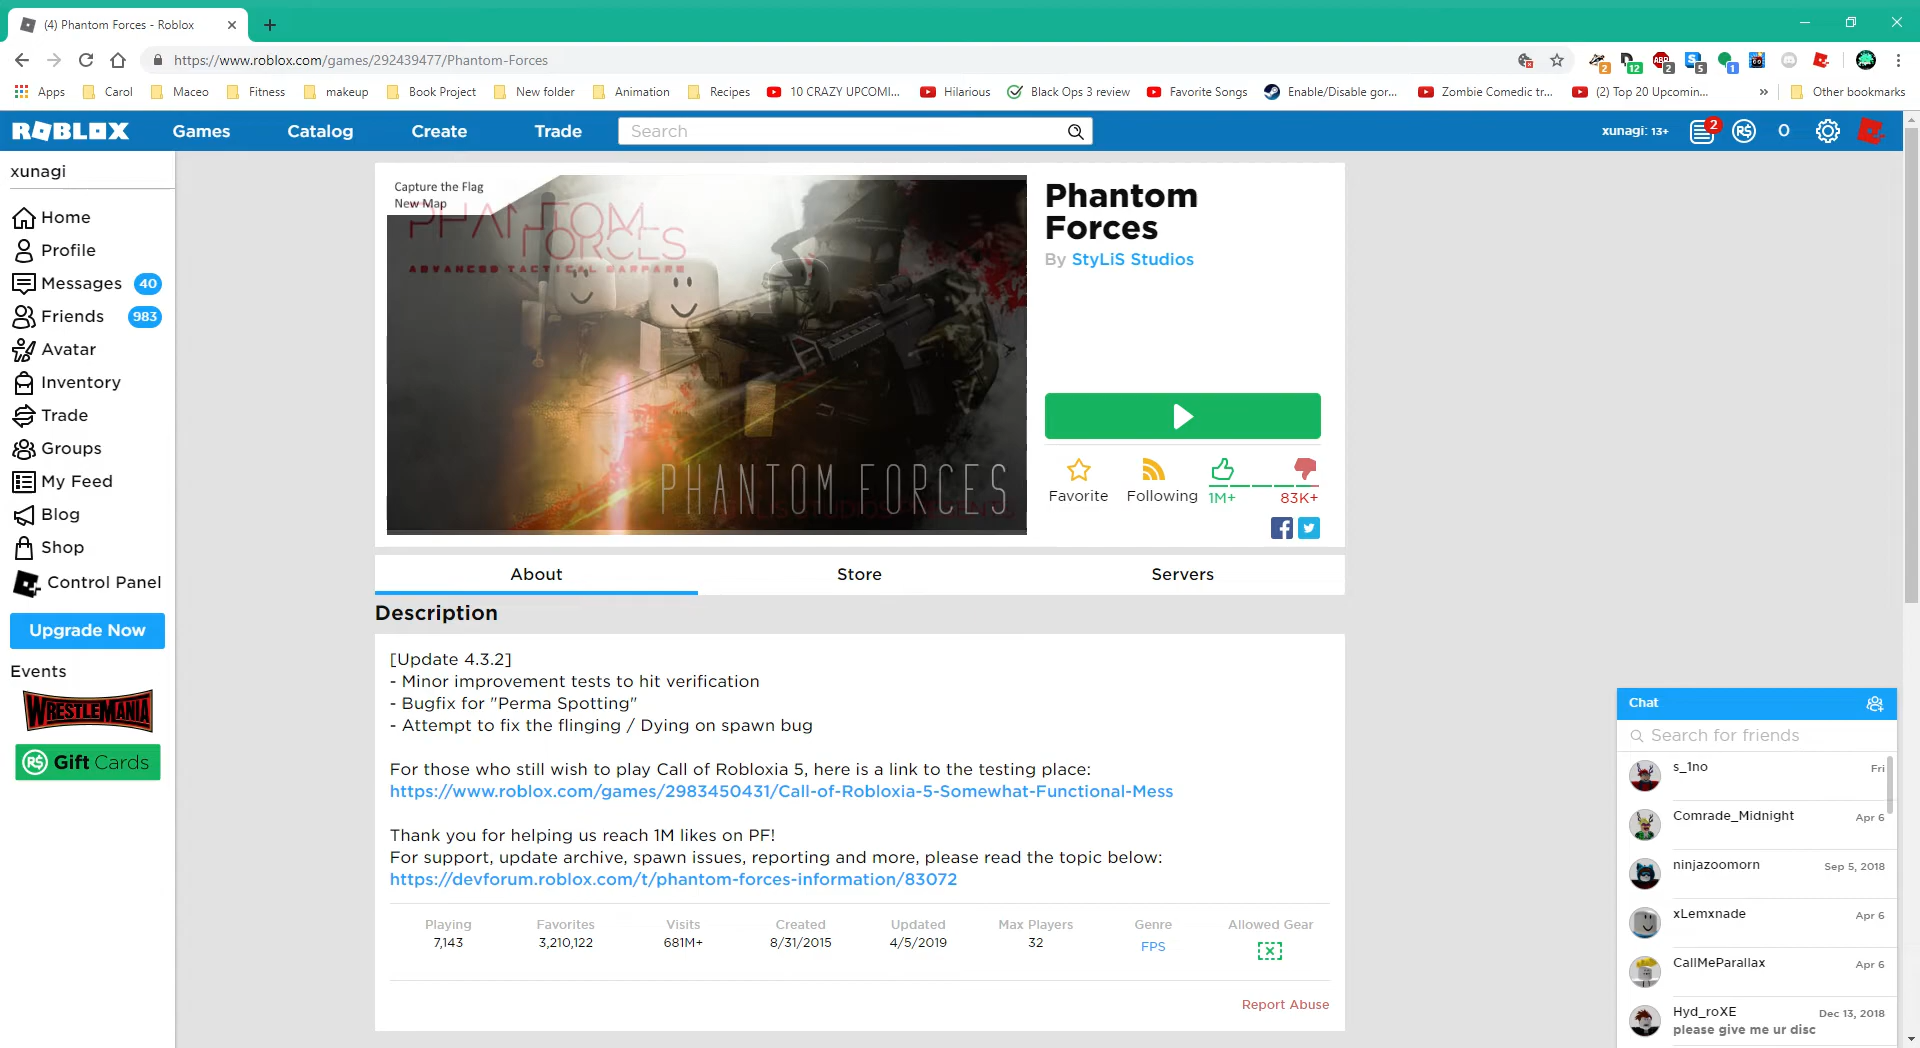 (4) Phantom Forces - Roblox
https://www.roblox.com/games/292439477/Phantom-Forces
2 12 ABP 2 S 5 1
Apps Carol Maceo Fitness makeup Book Project New folder Animation Recipes 10 CRAZY UPCOMI... Hilarious Black Ops 3 review Favorite Songs Enable/Disable gor... Zombie Comedic tr... (2) Top 20 Upcomin... » Other bookmarks
ROBLOX Games Catalog Create Trade Search xunagi: 13+ 2 R$ 0
xunagi
Home
Profile
Messages 40
Friends 983
Avatar
Inventory
Trade
Groups
My Feed
Blog
Shop
Control Panel
Upgrade Now
Events
WRESTLEMANIA
R$ Gift Cards
Capture the Flag
New Map
PHANTOM
FORCES
ADVANCED TACTICAL WARFARE
PHANTOM FORCES
Phantom
Forces
By StyLiS Studios
Favorite Following 1M+ 83K+
About Store Servers
Description
[Update 4.3.2]
- Minor improvement tests to hit verification
- Bugfix for "Perma Spotting"
- Attempt to fix the flinging / Dying on spawn bug
For those who still wish to play Call of Robloxia 5, here is a link to the testing place:
https://www.roblox.com/games/2983450431/Call-of-Robloxia-5-Somewhat-Functional-Mess
Thank you for helping us reach 1M likes on PF!
For support, update archive, spawn issues, reporting and more, please read the topic below:
https://devforum.roblox.com/t/phantom-forces-information/83072
Playing Favorites Visits Created Updated Max Players Genre Allowed Gear
7,143 3,210,122 681M+ 8/31/2015 4/5/2019 32 FPS
Report Abuse
Chat
Search for friends
s_1no Fri
Comrade_Midnight Apr 6
ninjazoomorn Sep 5, 2018
xLemxnade Apr 6
CallMeParallax Apr 6
Hyd_roXE Dec 13, 2018
please give me ur disc